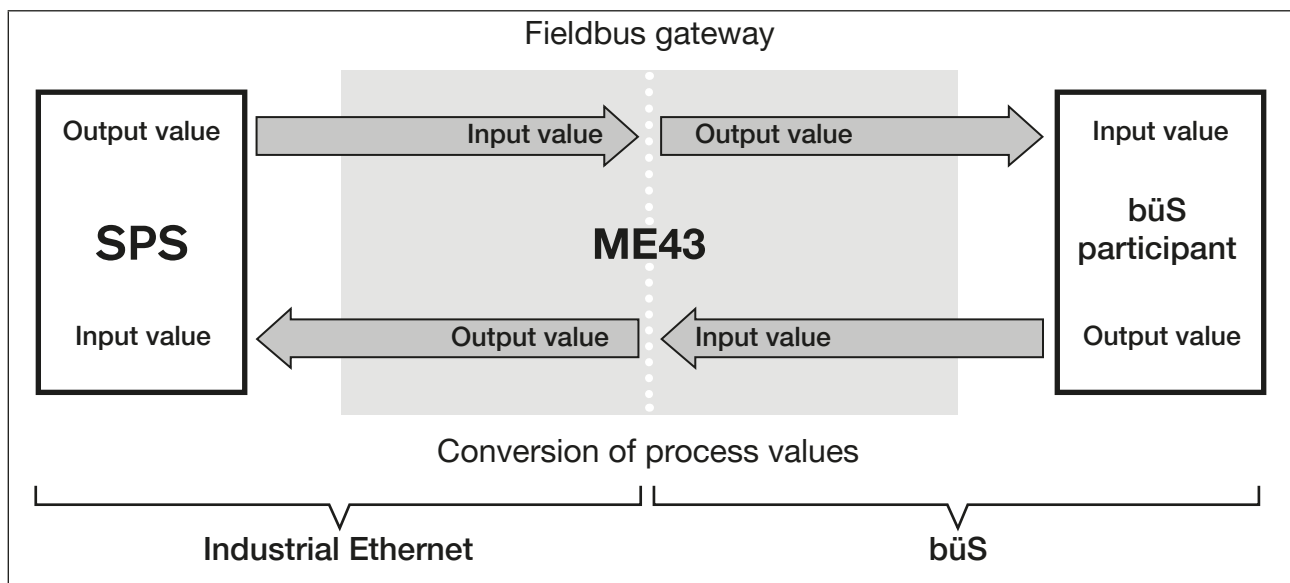 Fieldbus gateway
Output value
Input value
Output value
Input value
SPS
ME43
büS
participant
Input value
Output value
Input value
Output value
Conversion of process values
Industrial Ethernet
büS